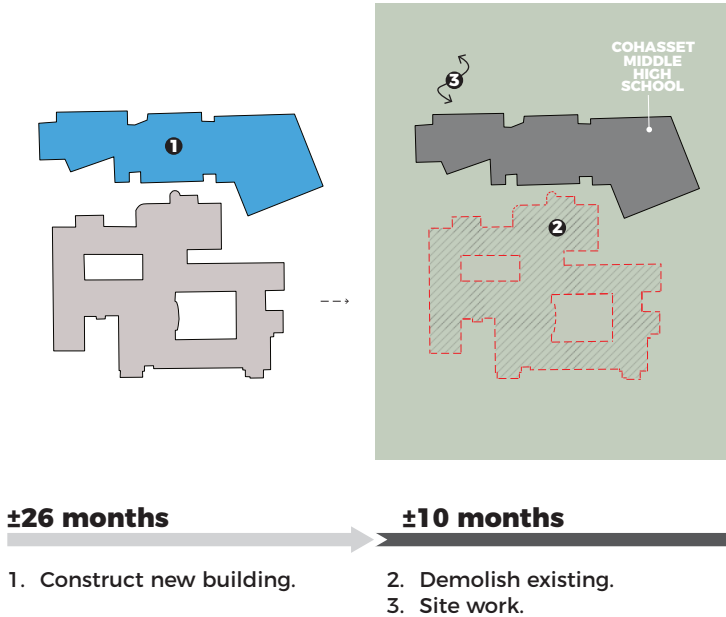 COHASSET
MIDDLE
HIGH
SCHOOL
3
1
2
±26 months
±10 months
1. Construct new building.
2. Demolish existing.
3. Site work.